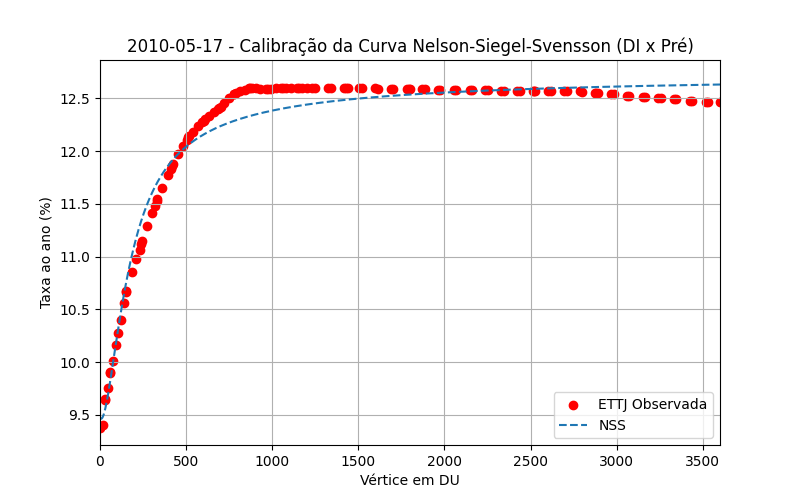 2010-05-17 - Calibração da Curva Nelson-Siegel-Svensson (DI x Pré)
Taxa ao ano (%)
12.5
12.0
11.5
11.0
10.5
10.0
9.5
0 500 1000 1500 2000 2500 3000 3500
Vértice em DU
ETTJ Observada
NSS